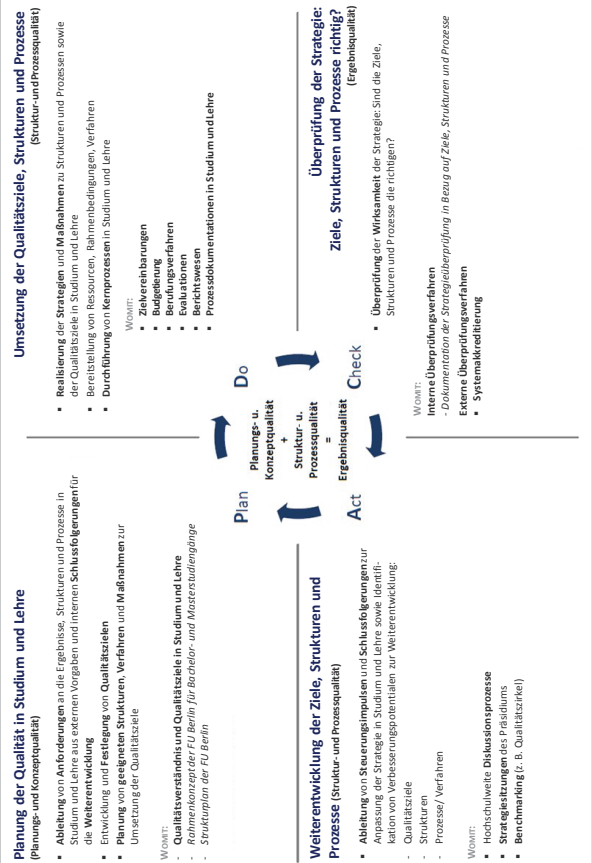 Planung der Qualität in Studium und Lehre
(Planungs- und Konzeptqualität)
▪ Ableitung von Anforderungen an die Ergebnisse, Strukturen und Prozesse in
Studium und Lehre aus externen Vorgaben und internen Schlussfolgerungen für
die Weiterentwicklung
▪ Entwicklung und Festlegung von Qualitätszielen
▪ Planung von geeigneten Strukturen, Verfahren und Maßnahmen zur
Umsetzung der Qualitätsziele
WOMIT:
- Qualitätsverständnis und Qualitätsziele in Studium und Lehre
- Rahmenkonzept der FU Berlin für Bachelor- und Masterstudiengänge
- Strukturplan der FU Berlin
Umsetzung der Qualitätsziele, Strukturen und Prozesse
(Struktur- und Prozessqualität)
▪ Realisierung der Strategien und Maßnahmen zu Strukturen und Prozessen sowie
der Qualitätsziele in Studium und Lehre
▪ Bereitstellung von Ressourcen, Rahmenbedingungen, Verfahren
▪ Durchführung von Kernprozessen in Studium und Lehre
WOMIT:
▪ Zielvereinbarungen
▪ Budgetierung
▪ Berufungsverfahren
▪ Evaluationen
▪ Berichtswesen
▪ Prozessdokumentationen in Studium und Lehre
Plan
Do
Planungs- u.
Konzeptqualität
+
Struktur- u.
Prozessqualität
=
Ergebnisqualität
Act
Check
Weiterentwicklung der Ziele, Strukturen und
Prozesse (Struktur- und Prozessqualität)
▪ Ableitung von Steuerungsimpulsen und Schlussfolgerungen zur
Anpassung der Strategie in Studium und Lehre sowie Identifi-
kation von Verbesserungspotentialen zur Weiterentwicklung:
- Qualitätsziele
- Strukturen
- Prozesse/ Verfahren
WOMIT:
▪ Hochschulweite Diskussionsprozesse
▪ Strategiesitzungen des Präsidiums
▪ Benchmarking (z. B. Qualitätszirkel)
Überprüfung der Strategie:
Ziele, Strukturen und Prozesse richtig?
(Ergebnisqualität)
▪ Überprüfung der Wirksamkeit der Strategie: Sind die Ziele,
Strukturen und Prozesse die richtigen?
WOMIT:
Interne Überprüfungsverfahren
- Dokumentation der Strategieüberprüfung in Bezug auf Ziele, Strukturen und Prozesse
Externe Überprüfungsverfahren
▪ Systemakkreditierung